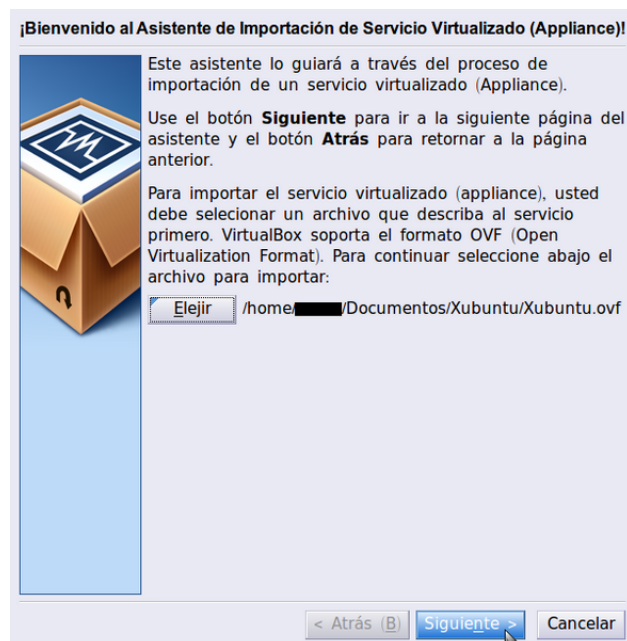 ¡Bienvenido al Asistente de Importación de Servicio Virtualizado (Appliance)!
Este asistente lo guiará a través del proceso de
importación de un servicio virtualizado (Appliance).
Use el botón Siguiente para ir a la siguiente página del
asistente y el botón Atrás para retornar a la página
anterior.
Para importar el servicio virtualizado (appliance), usted
debe selecionar un archivo que describa al servicio
primero. VirtualBox soporta el formato OVF (Open
Virtualization Format). Para continuar seleccione abajo el
archivo para importar:
Elejir /home/ /Documentos/Xubuntu/Xubuntu.ovf
< Atrás (B) Siguiente > Cancelar